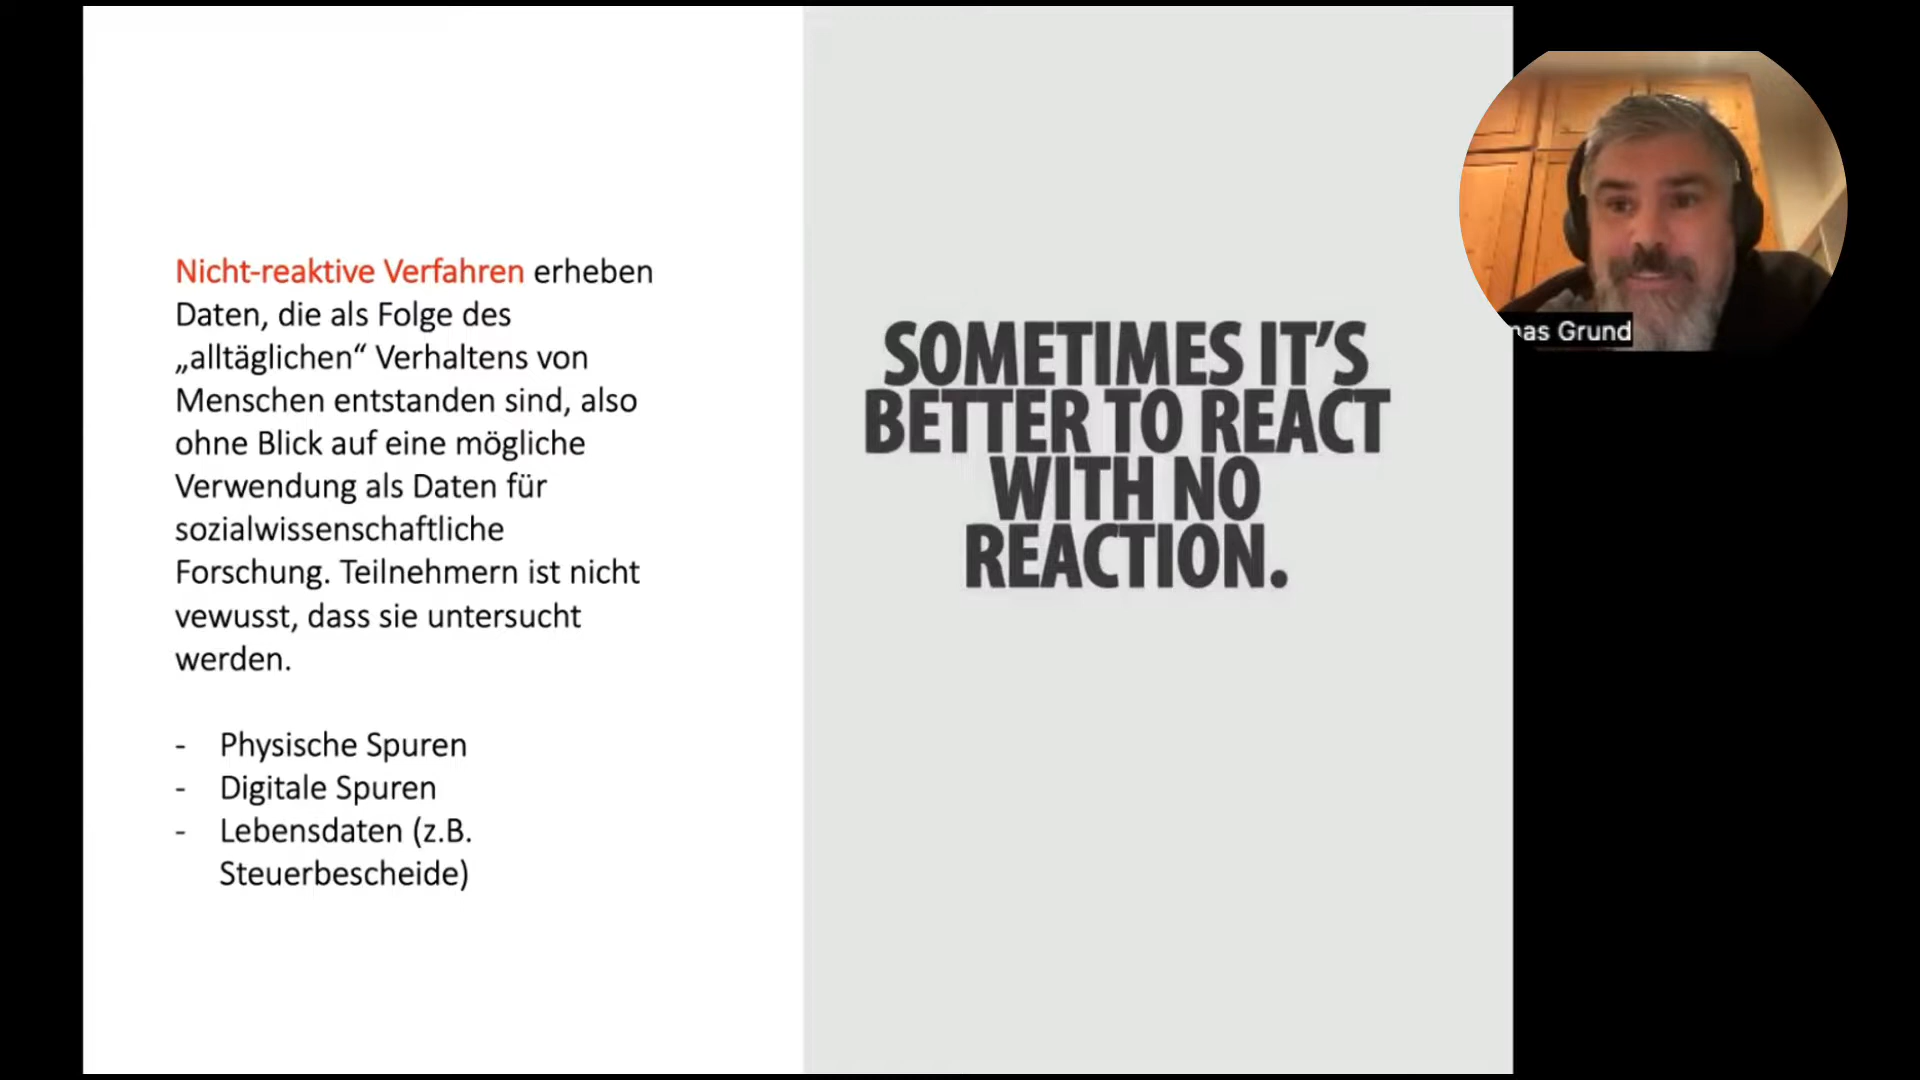 Nicht-reaktive Verfahren erheben
Daten, die als Folge des
„alltäglichen“ Verhaltens von
Menschen entstanden sind, also
ohne Blick auf eine mögliche
Verwendung als Daten für
sozialwissenschaftliche
Forschung. Teilnehmern ist nicht
vewusst, dass sie untersucht
werden.
- Physische Spuren
- Digitale Spuren
- Lebensdaten (z.B.
Steuerbescheide)
SOMETIMES IT’S
BETTER TO REACT
WITH NO
REACTION.
Grund